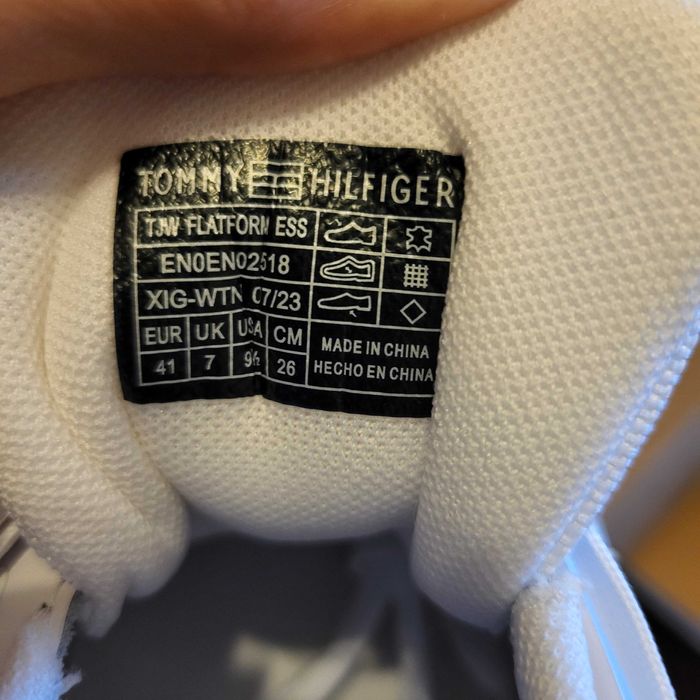 TOMMY HILFIGER
TJW FLATFORM ESS
EN0EN02518
XIG-WTN 07/23
EUR UK USA CM
41 7 9½ 26
MADE IN CHINA
HECHO EN CHINA